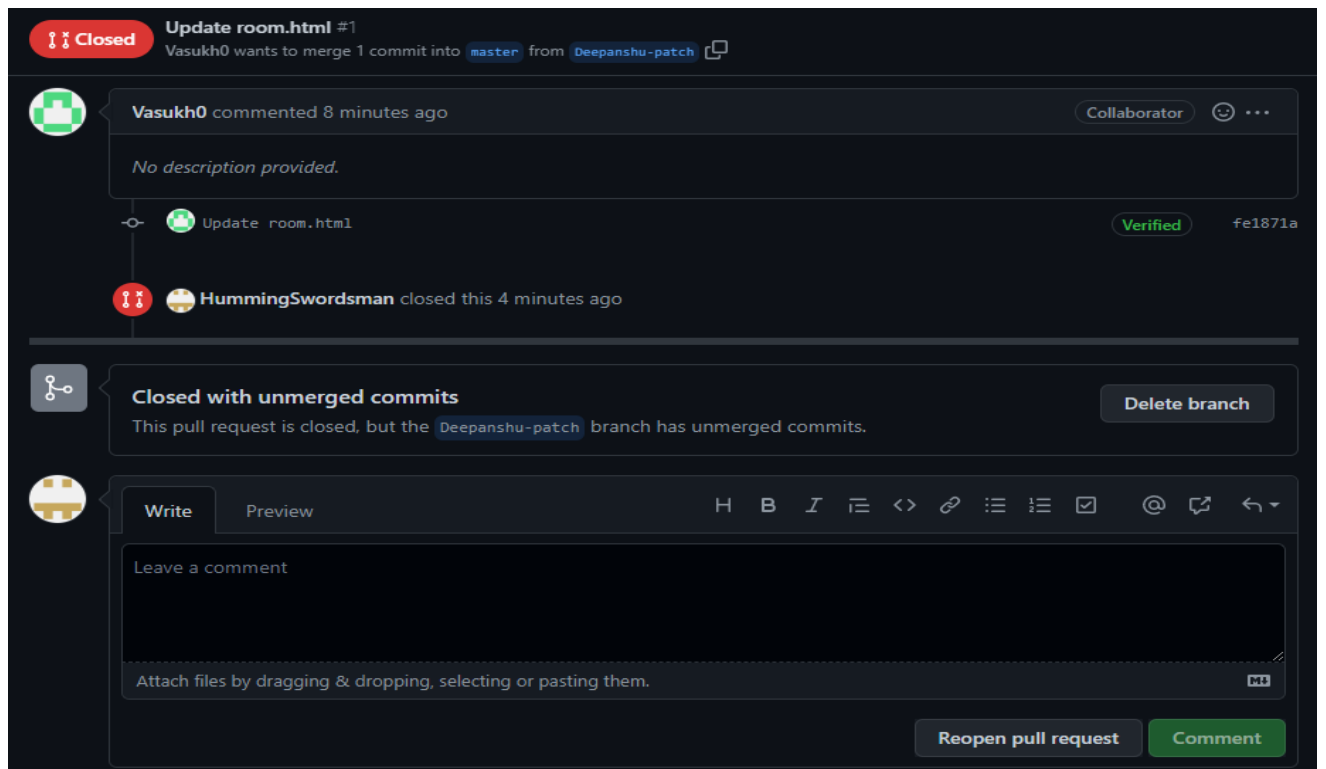 Closed
Update room.html #1
Vasukh0 wants to merge 1 commit into master from Deepanshu-patch
Vasukh0 commented 8 minutes ago
Collaborator
No description provided.
Update room.html
Verified
fe1871a
HummingSwordsman closed this 4 minutes ago
Closed with unmerged commits
This pull request is closed, but the Deepanshu-patch branch has unmerged commits.
Delete branch
Write
Preview
Leave a comment
Attach files by dragging & dropping, selecting or pasting them.
Reopen pull request
Comment